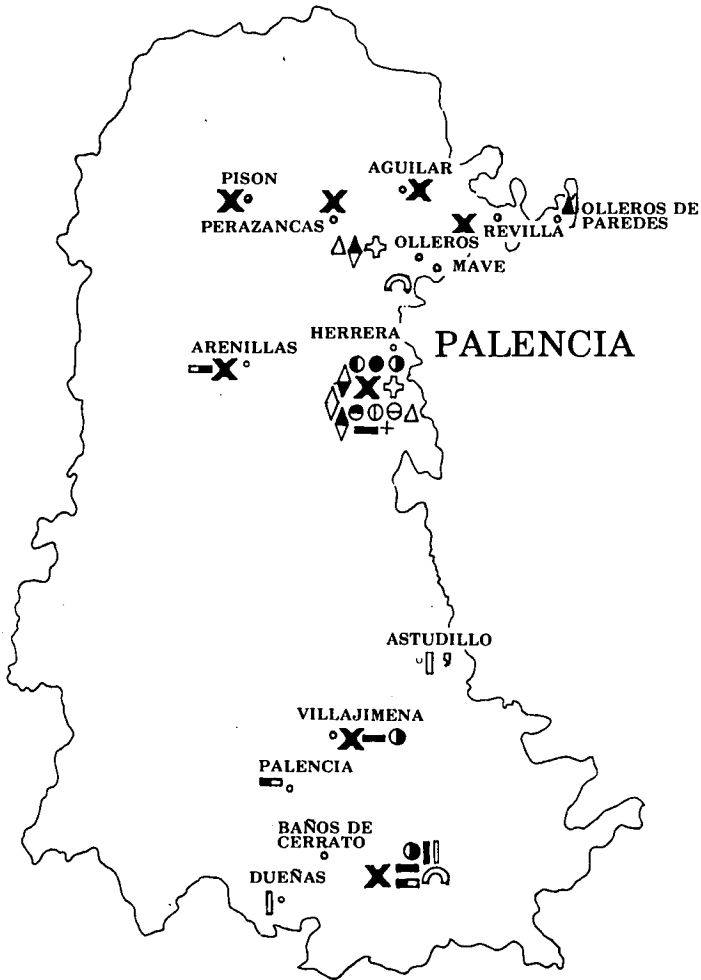 PISON
AGUILAR
PERAZANCAS
OLLEROS DE
PAREDES
REVILLA
OLLEROS
MAVE
HERRERA
PALENCIA
ARENILLAS
ASTUDILLO
VILLAJIMENA
PALENCIA
BAÑOS DE
CERRATO
DUEÑAS